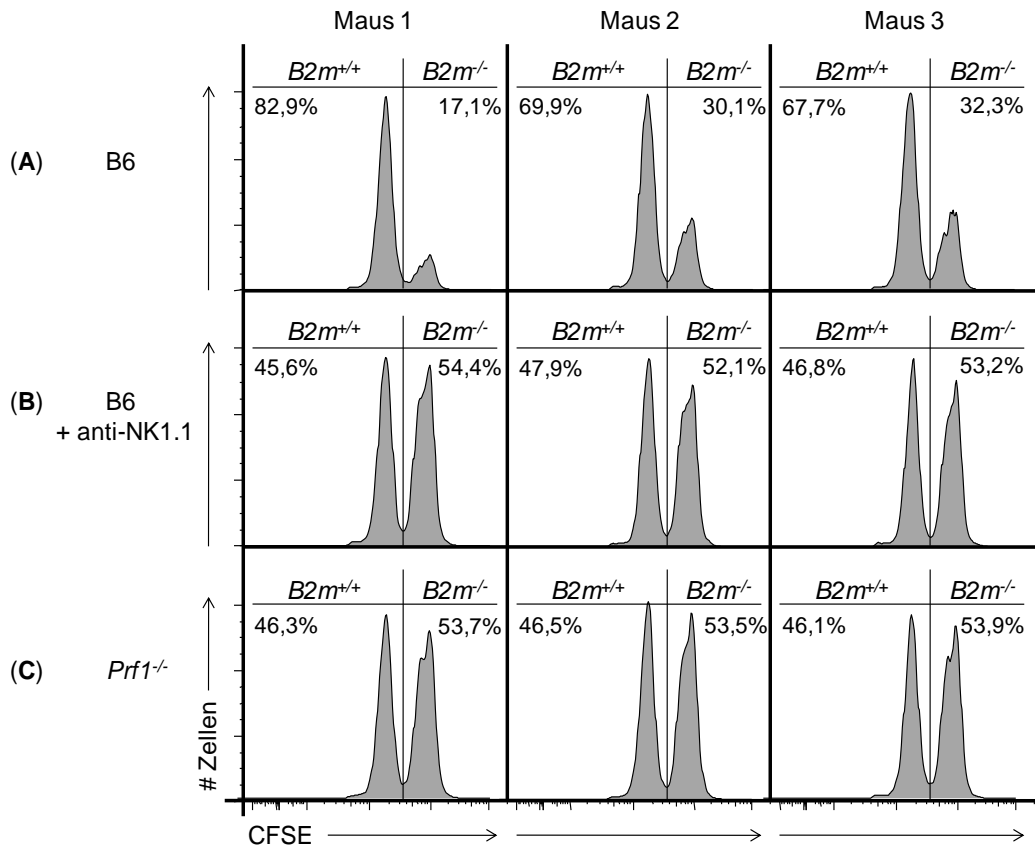 Maus 1 Maus 2 Maus 3
B2m+/+ B2m-/- B2m+/+ B2m-/- B2m+/+ B2m-/-
82,9% 17,1% 69,9% 30,1% 67,7% 32,3%
(A) B6
B2m+/+ B2m-/- B2m+/+ B2m-/- B2m+/+ B2m-/-
45,6% 54,4% 47,9% 52,1% 46,8% 53,2%
(B) B6
+ anti-NK1.1
B2m+/+ B2m-/- B2m+/+ B2m-/- B2m+/+ B2m-/-
46,3% 53,7% 46,5% 53,5% 46,1% 53,9%
(C) Prf1-/-
# Zellen
CFSE